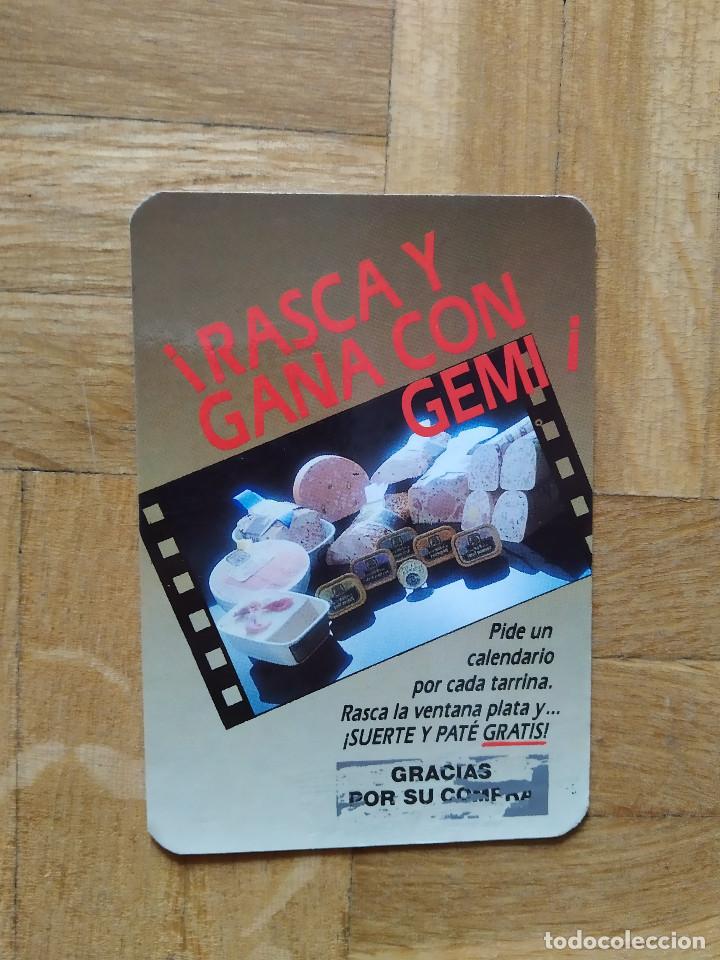 ¡RASCA Y
GANA CON
GEMI ¡
Pide un
calendario
por cada tarrina.
Rasca la ventana plata y...
¡SUERTE Y PATÉ GRATIS!
GRACIAS
POR SU COMPRA
todocoleccion